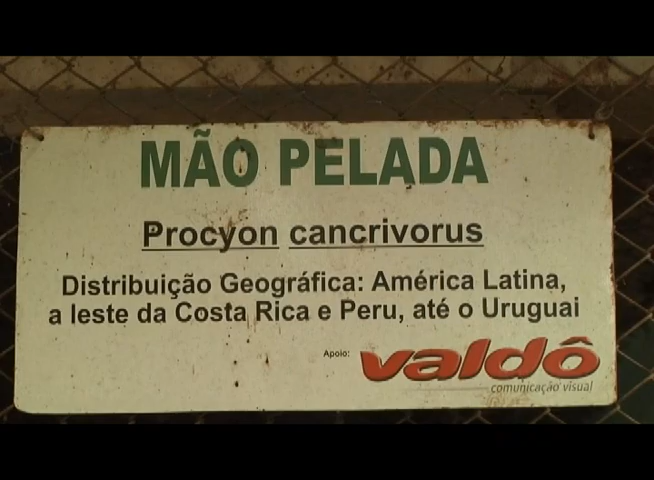 MÃO PELADA
Procyon cancrivorus
Distribuição Geográfica: América Latina,
a leste da Costa Rica e Peru, até o Uruguai
Apoio: valdô
comunicação visual